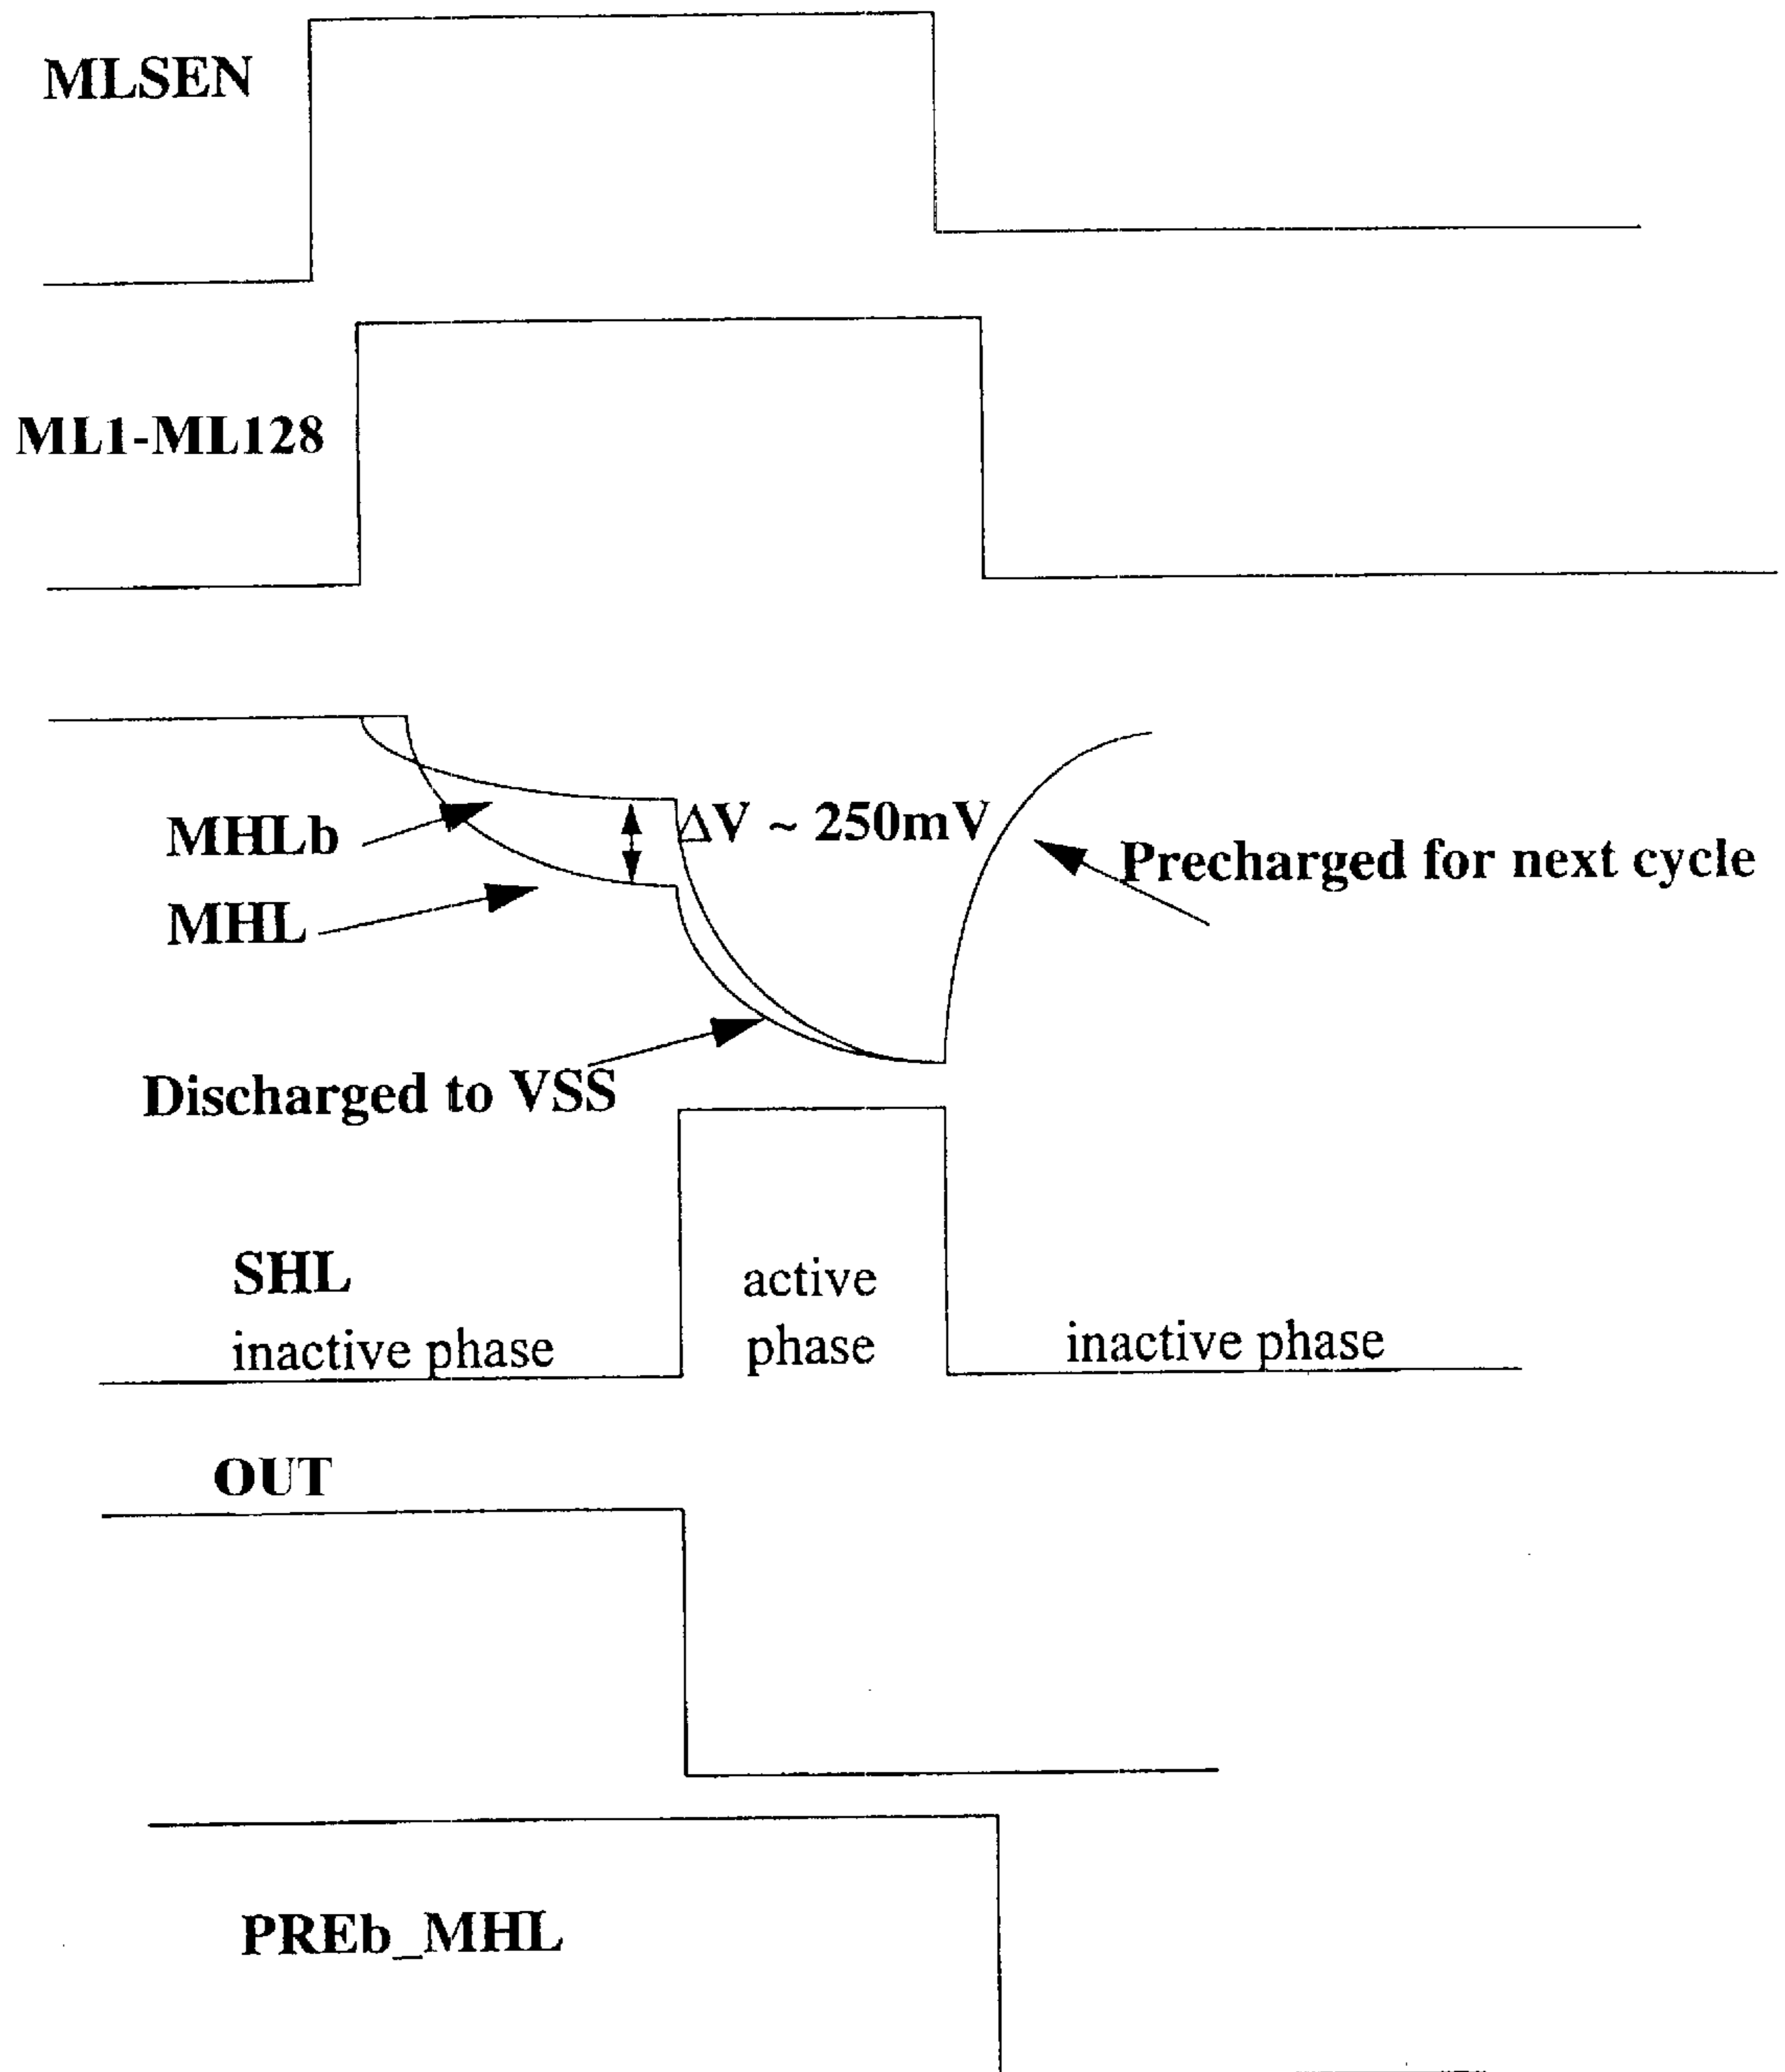 MLSEN
ML1-ML128
MHLb
ΔV ~ 250mV
Precharged for next cycle
MHL
Discharged to VSS
SHL
inactive phase
active
phase
inactive phase
OUT
PREb_MHL